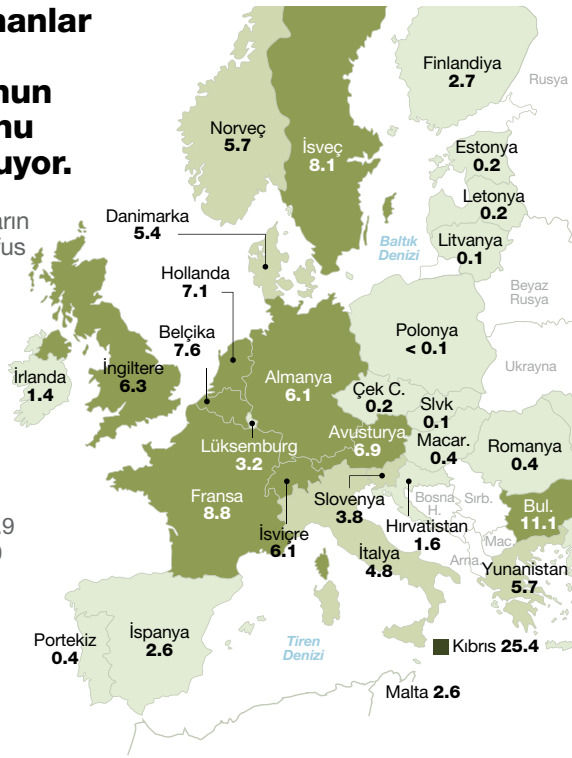 nanlar
nun
nu
uyor.
arın
fus
.9
Finlandiya
2.7
Rusya
Norveç
5.7
İsveç
8.1
Estonya
0.2
Letonya
0.2
Litvanya
0.1
Danimarka
5.4
Baltık
Denizi
Hollanda
7.1
Beyaz
Rusya
Belçika
7.6
Polonya
< 0.1
İngiltere
6.3
İrlanda
1.4
Almanya
6.1
Ukrayna
Çek C.
0.2
Slvk
0.1
Avusturya
6.9
Macar.
0.4
Lüksemburg
3.2
Romanya
0.4
Fransa
8.8
Slovenya
3.8
Bosna
H.
Sırb.
Bul.
11.1
İsviçre
6.1
Hırvatistan
1.6
Mac.
İtalya
4.8
Arna.
Yunanistan
5.7
Portekiz
0.4
İspanya
2.6
Tiren
Denizi
Kıbrıs 25.4
Malta 2.6